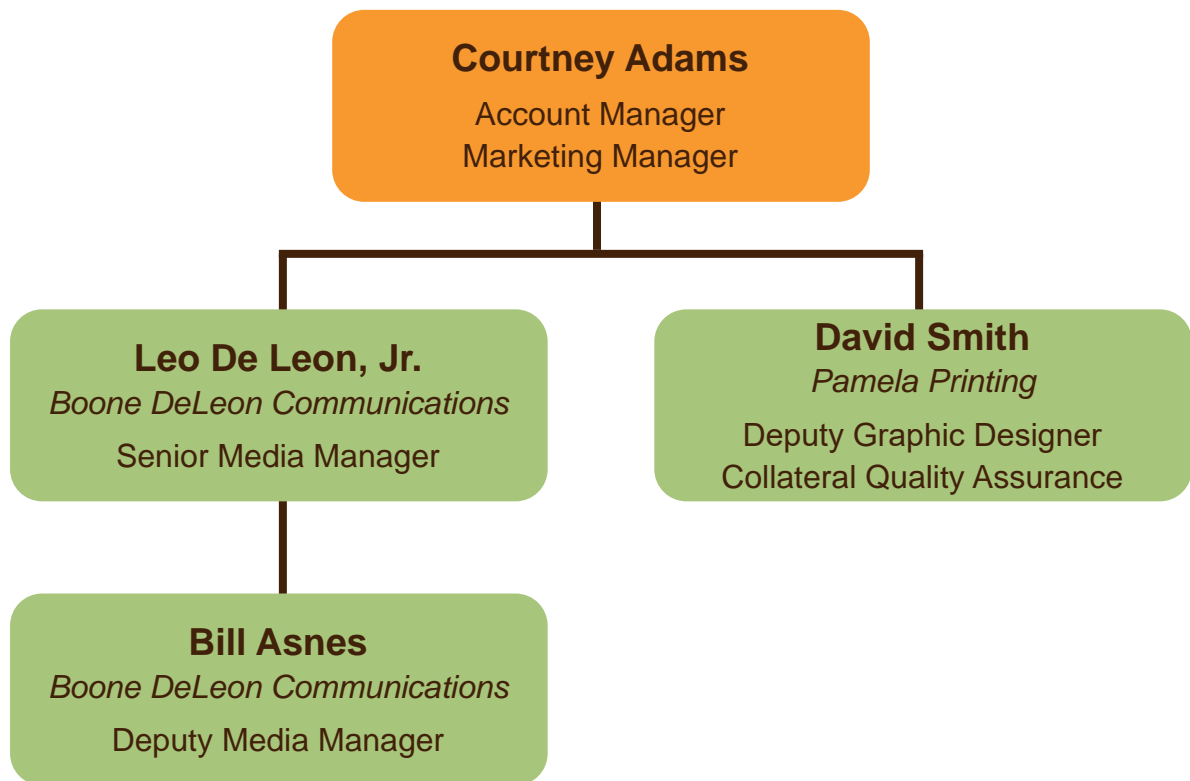 Courtney Adams
Account Manager
Marketing Manager
Leo De Leon, Jr.
Boone DeLeon Communications
Senior Media Manager
David Smith
Pamela Printing
Deputy Graphic Designer
Collateral Quality Assurance
Bill Asnes
Boone DeLeon Communications
Deputy Media Manager